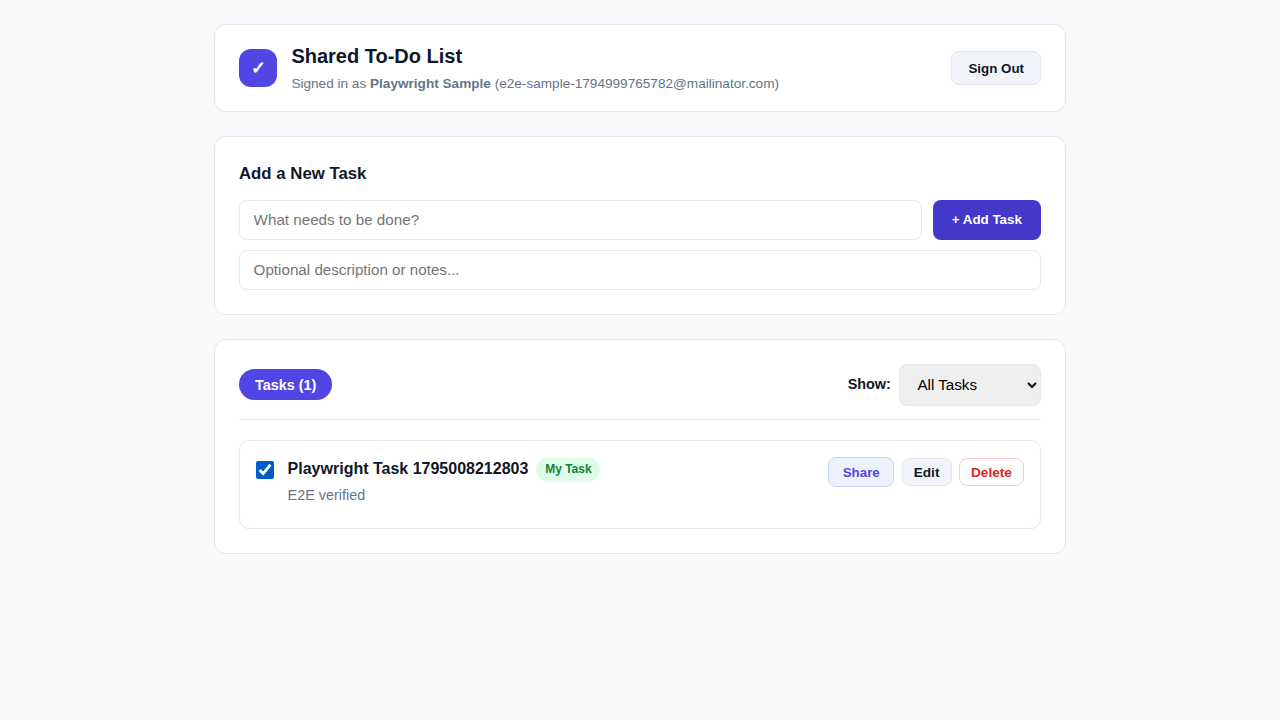 ✓
Shared To-Do List
Signed in as Playwright Sample (e2e-sample-1794999765782@mailinator.com)
Sign Out
Add a New Task
What needs to be done?
+ Add Task
Optional description or notes...
Tasks (1)
Show: All Tasks
Playwright Task 1795008212803 My Task
Share Edit Delete
E2E verified